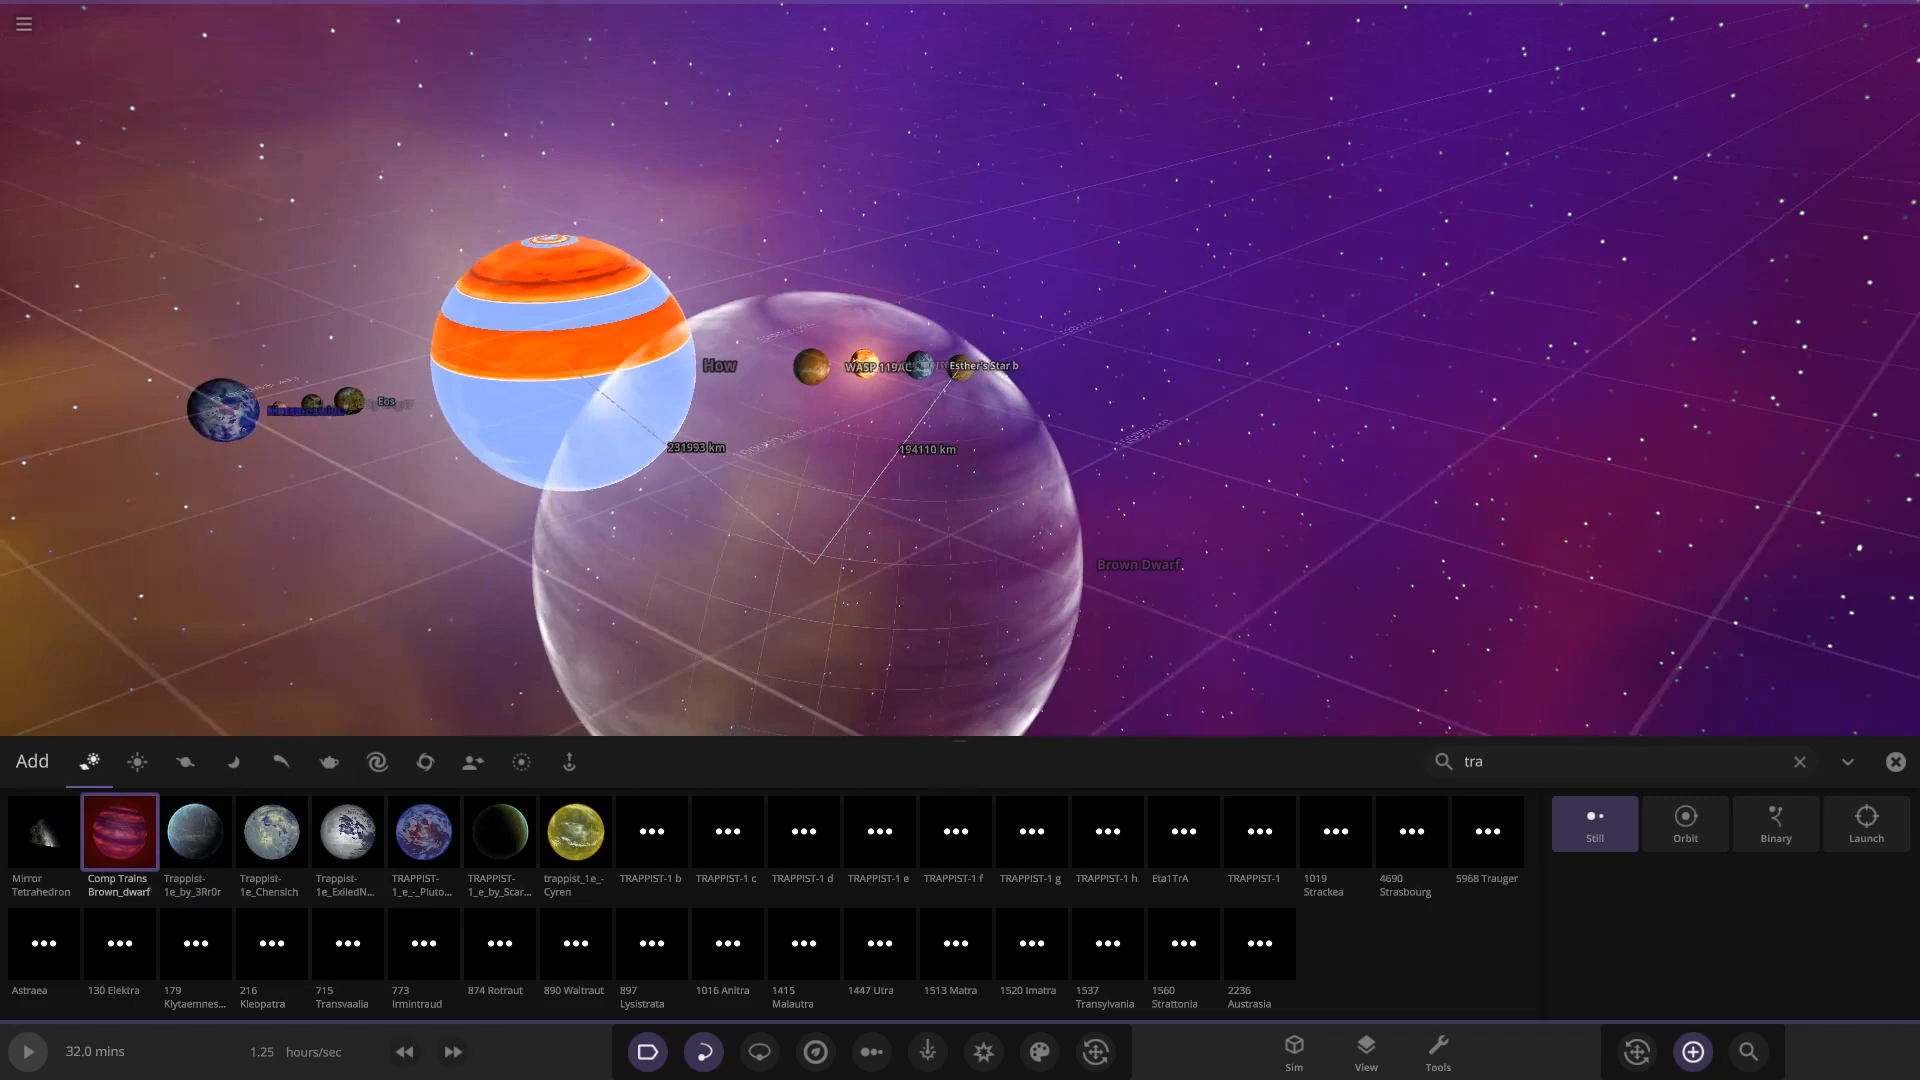 How
WASP 119AC
Esther's Star b
Eos
231993 km
194110 km
Brown Dwarf
Add
tra
Still
Orbit
Binary
Launch
Mirror
Tetrahedron
Comp Trains
Brown_dwarf
Trappist-
1e_by_3Rr0r
Trappist-
1e_Chensich
Trappist-
1e_ExiledN...
TRAPPIST-
1_e_-_Pluto...
TRAPPIST-
1_e_by_Scar...
trappist_1e_-
Cyren
TRAPPIST-1 b
TRAPPIST-1 c
TRAPPIST-1 d
TRAPPIST-1 e
TRAPPIST-1 f
TRAPPIST-1 g
TRAPPIST-1 h
Eta1TrA
TRAPPIST-1
1019
Strackea
4690
Strasbourg
5968 Trauger
Astraea
130 Elektra
179
Klytaemnes...
216
Kleopatra
715
Transvaalia
773
Irmintraud
874 Rotraut
890 Waltraut
897
Lysistrata
1016 Anitra
1415
Malautra
1447 Utra
1513 Matra
1520 Imatra
1537
Transylvania
1560
Strattonia
2236
Austrasia
32.0 mins
1.25 hours/sec
Sim
View
Tools